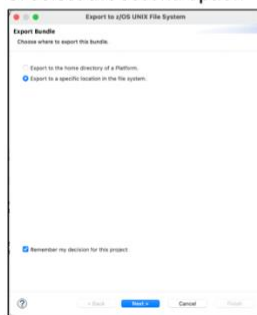 Export to z/OS UNIX File System
Export Bundle
Choose where to export this bundle.
Export to the home directory of a Platform.
Export to a specific location in the file system.
Remember my decision for this project
?
< Back
Next >
Cancel
Finish